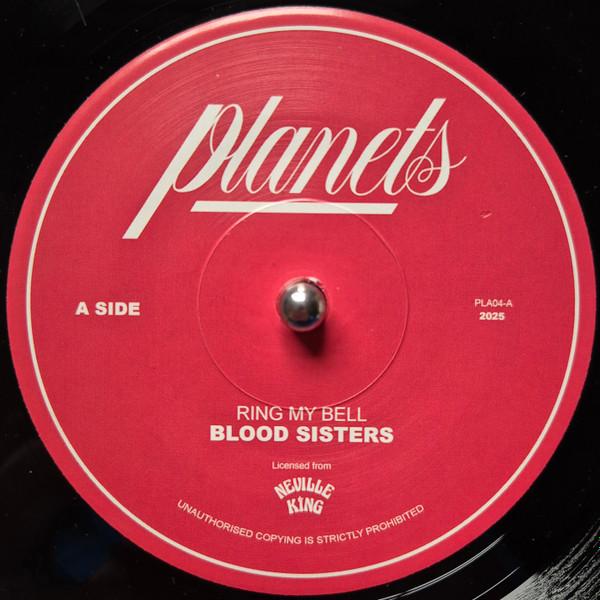 planets
A SIDE
PLA04-A
2025
RING MY BELL
BLOOD SISTERS
Licensed from
NEVILLE
KING
UNAUTHORISED COPYING IS STRICTLY PROHIBITED